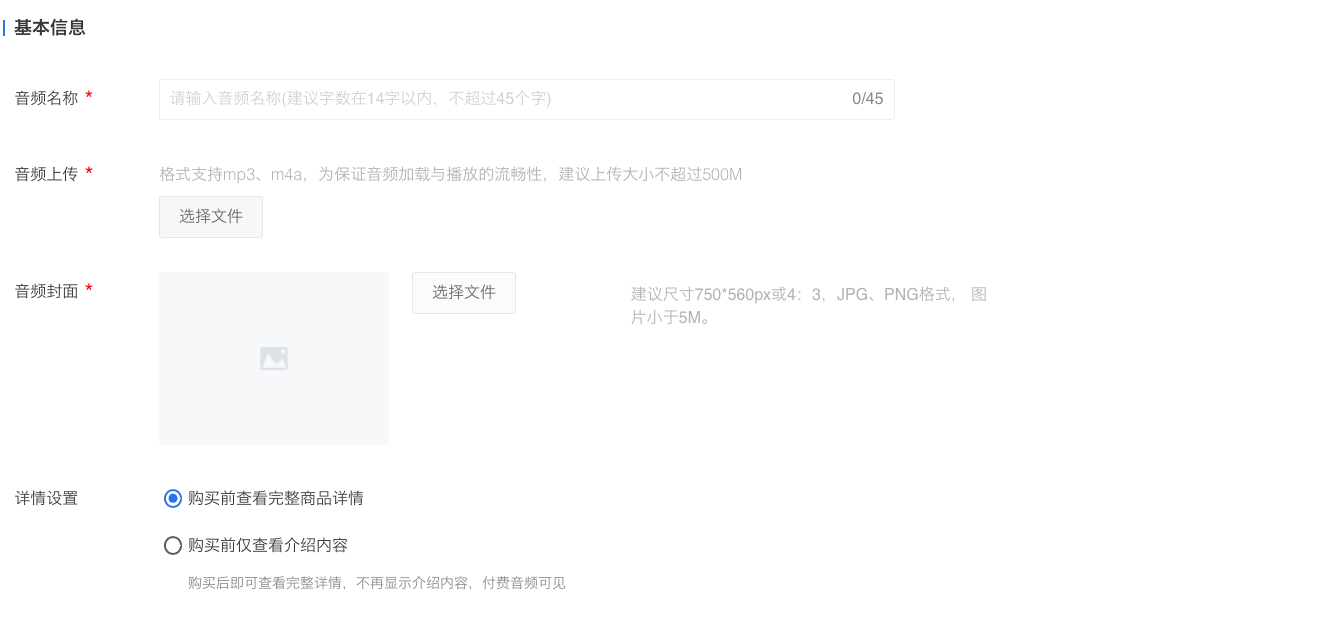 基本信息
音频名称 *
请输入音频名称(建议字数在14字以内，不超过45个字)
0/45
音频上传 *
格式支持mp3、m4a，为保证音频加载与播放的流畅性，建议上传大小不超过500M
选择文件
音频封面 *
选择文件
建议尺寸750*560px或4：3，JPG、PNG格式， 图
片小于5M。
详情设置
购买前查看完整商品详情
购买前仅查看介绍内容
购买后即可查看完整详情，不再显示介绍内容，付费音频可见